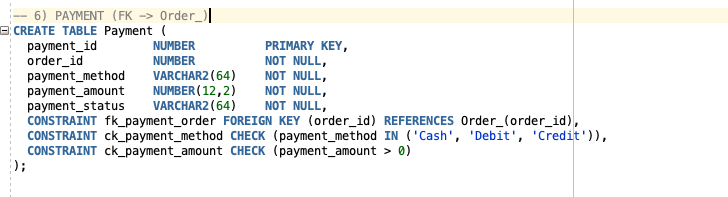 -- 6) PAYMENT (FK -> Order_)
CREATE TABLE Payment (
  payment_id       NUMBER          PRIMARY KEY,
  order_id         NUMBER          NOT NULL,
  payment_method   VARCHAR2(64)    NOT NULL,
  payment_amount   NUMBER(12,2)    NOT NULL,
  payment_status   VARCHAR2(64)    NOT NULL,
  CONSTRAINT fk_payment_order FOREIGN KEY (order_id) REFERENCES Order_(order_id),
  CONSTRAINT ck_payment_method CHECK (payment_method IN ('Cash', 'Debit', 'Credit')),
  CONSTRAINT ck_payment_amount CHECK (payment_amount > 0)
);